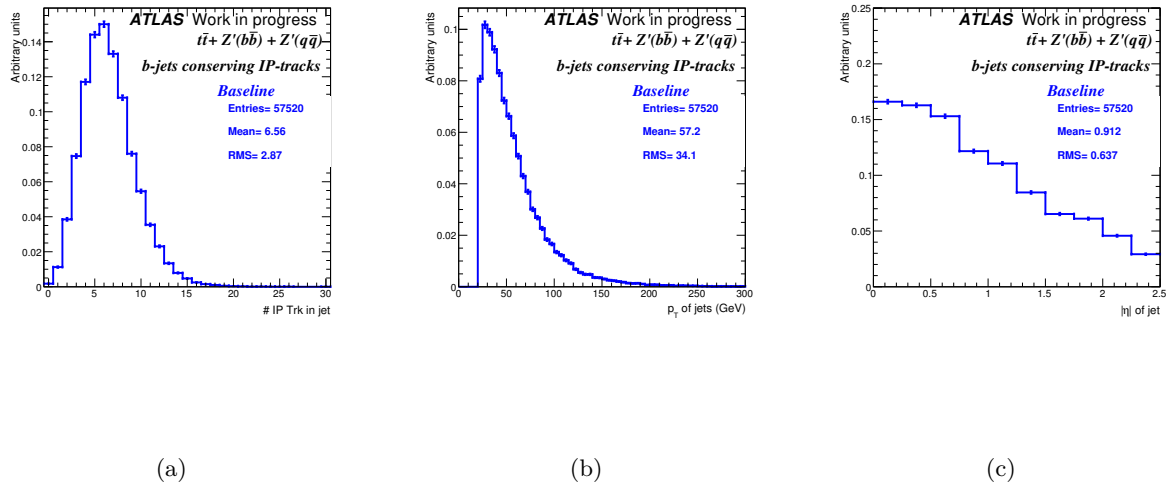 Arbitrary units
0.14
0.12
0.1
0.08
0.06
0.04
0.02
0
0 5 10 15 20 25 30
# IP Trk in jet
ATLAS Work in progress
tt̄+ Z'(bb̄) + Z'(qq̄)
b-jets conserving IP-tracks
Baseline
Entries= 57520
Mean= 6.56
RMS= 2.87
(a)
Arbitrary units
0.1
0.08
0.06
0.04
0.02
0
0 50 100 150 200 250 300
p_T of jets (GeV)
ATLAS Work in progress
tt̄+ Z'(bb̄) + Z'(qq̄)
b-jets conserving IP-tracks
Baseline
Entries= 57520
Mean= 57.2
RMS= 34.1
(b)
Arbitrary units
0.25
0.2
0.15
0.1
0.05
0
0 0.5 1 1.5 2 2.5
|η| of jet
ATLAS Work in progress
tt̄+ Z'(bb̄) + Z'(qq̄)
b-jets conserving IP-tracks
Baseline
Entries= 57520
Mean= 0.912
RMS= 0.637
(c)